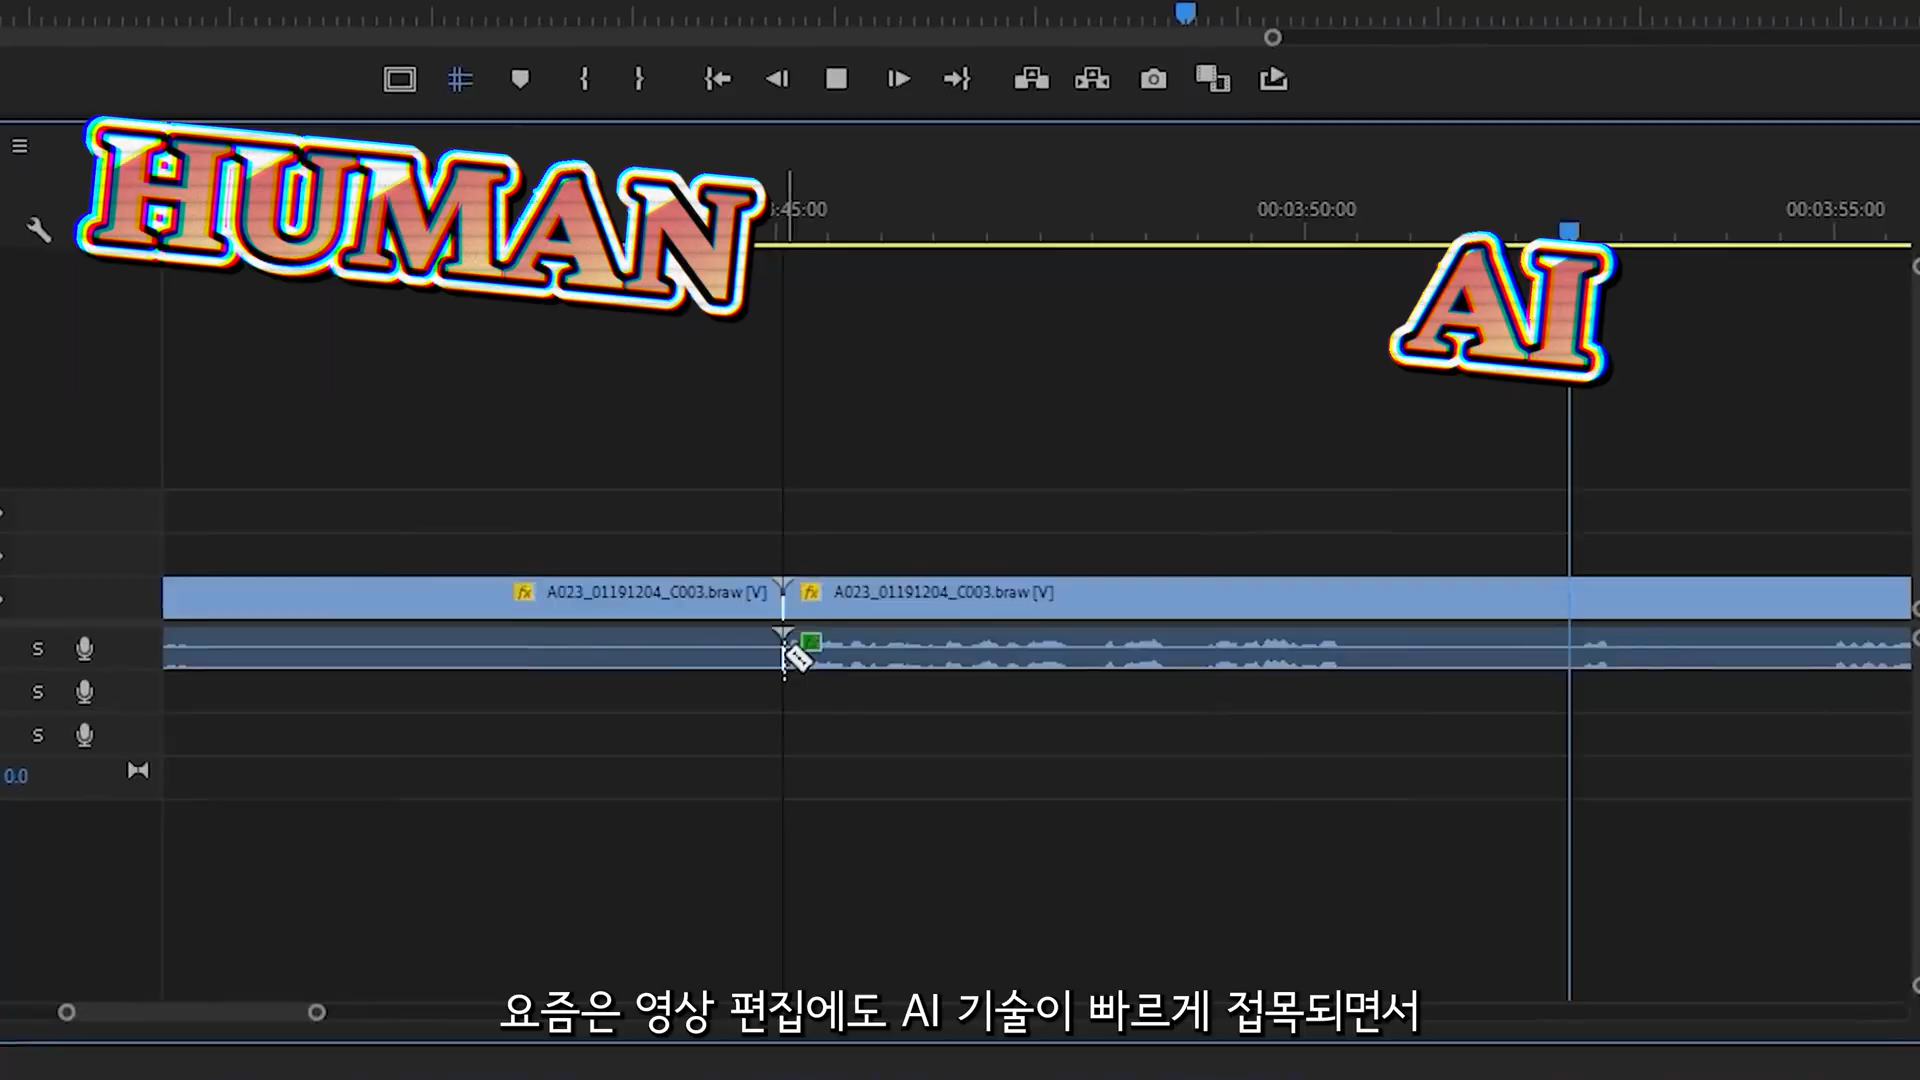 HUMAN
:45:00
00:03:50:00
00:03:55:00
AI
fx A023_01191204_C003.braw [V]
fx A023_01191204_C003.braw [V]
S
S
S
0.0
요즘은 영상 편집에도 AI 기술이 빠르게 접목되면서